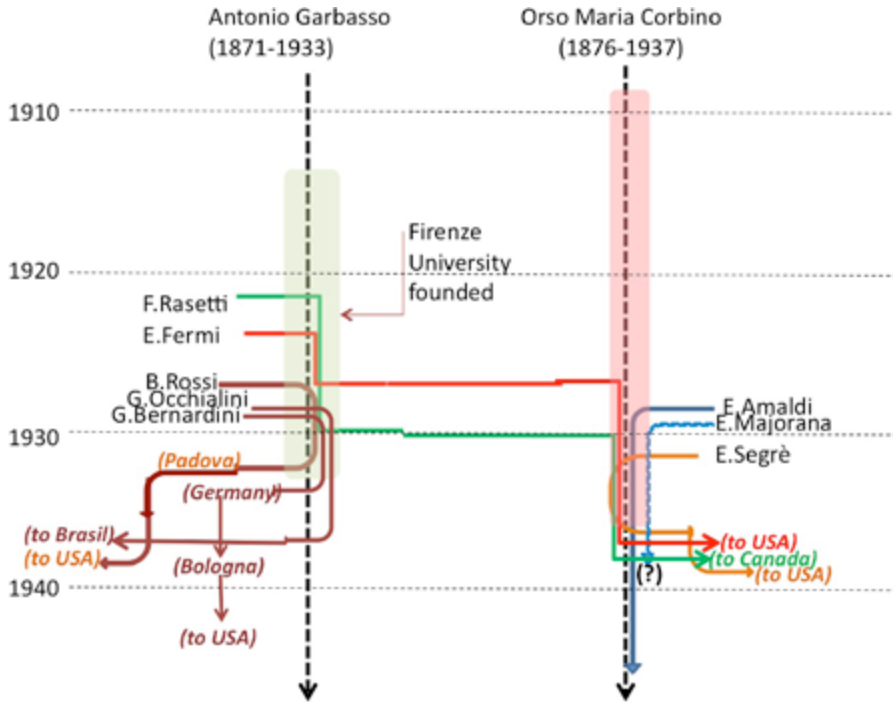 Antonio Garbasso
(1871-1933)
Orso Maria Corbino
(1876-1937)
1910
Firenze
University
founded
1920
F.Rasetti
E.Fermi
B.Rossi
G.Occhialini
G.Bernardini
E.Amaldi
E.Majorana
1930
E.Segrè
(Padova)
(Germany)
(to Brasil)
(to USA)
(Bologna)
(to USA)
(to USA)
(to Canada)
(?)
(to USA)
1940